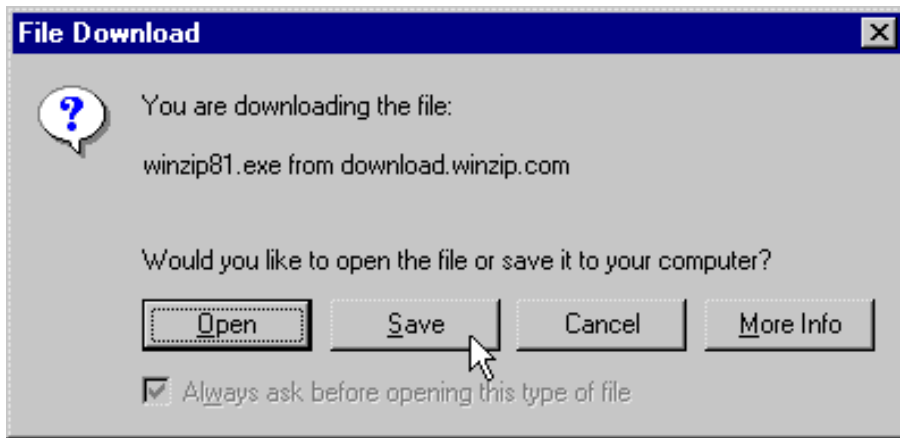 File Download
You are downloading the file:
winzip81.exe from download.winzip.com
Would you like to open the file or save it to your computer?
Open Save Cancel More Info
Always ask before opening this type of file